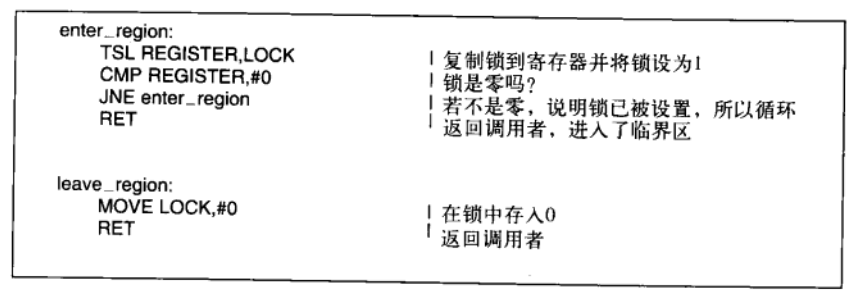 enter_region:
TSL REGISTER,LOCK | 复制锁到寄存器并将锁设为1
CMP REGISTER,#0 | 锁是零吗?
JNE enter_region | 若不是零，说明锁已被设置，所以循环
RET | 返回调用者，进入了临界区
leave_region:
MOVE LOCK,#0 | 在锁中存入0
RET | 返回调用者